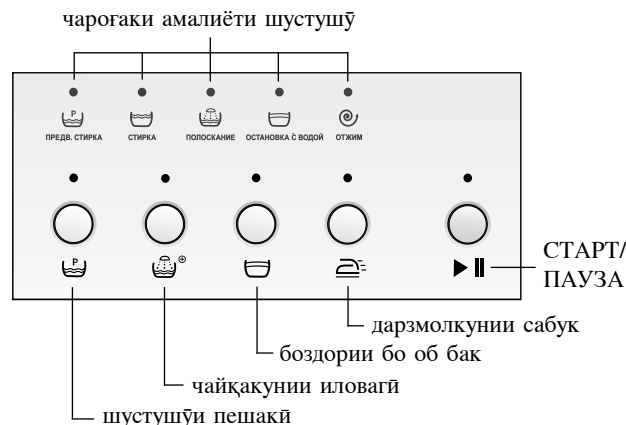 чароғаки амалиёти шустушӯ
P
ПРЕДВ. СТИРКА СТИРКА ПОЛОСКАНИЕ ОСТАНОВКА С ВОДОЙ ОТЖИМ
P
СТАРТ/
ПАУЗА
дарзмолкунии сабук
боздории бо об бак
чайқакунии иловагӣ
шустушӯи пешакӣ